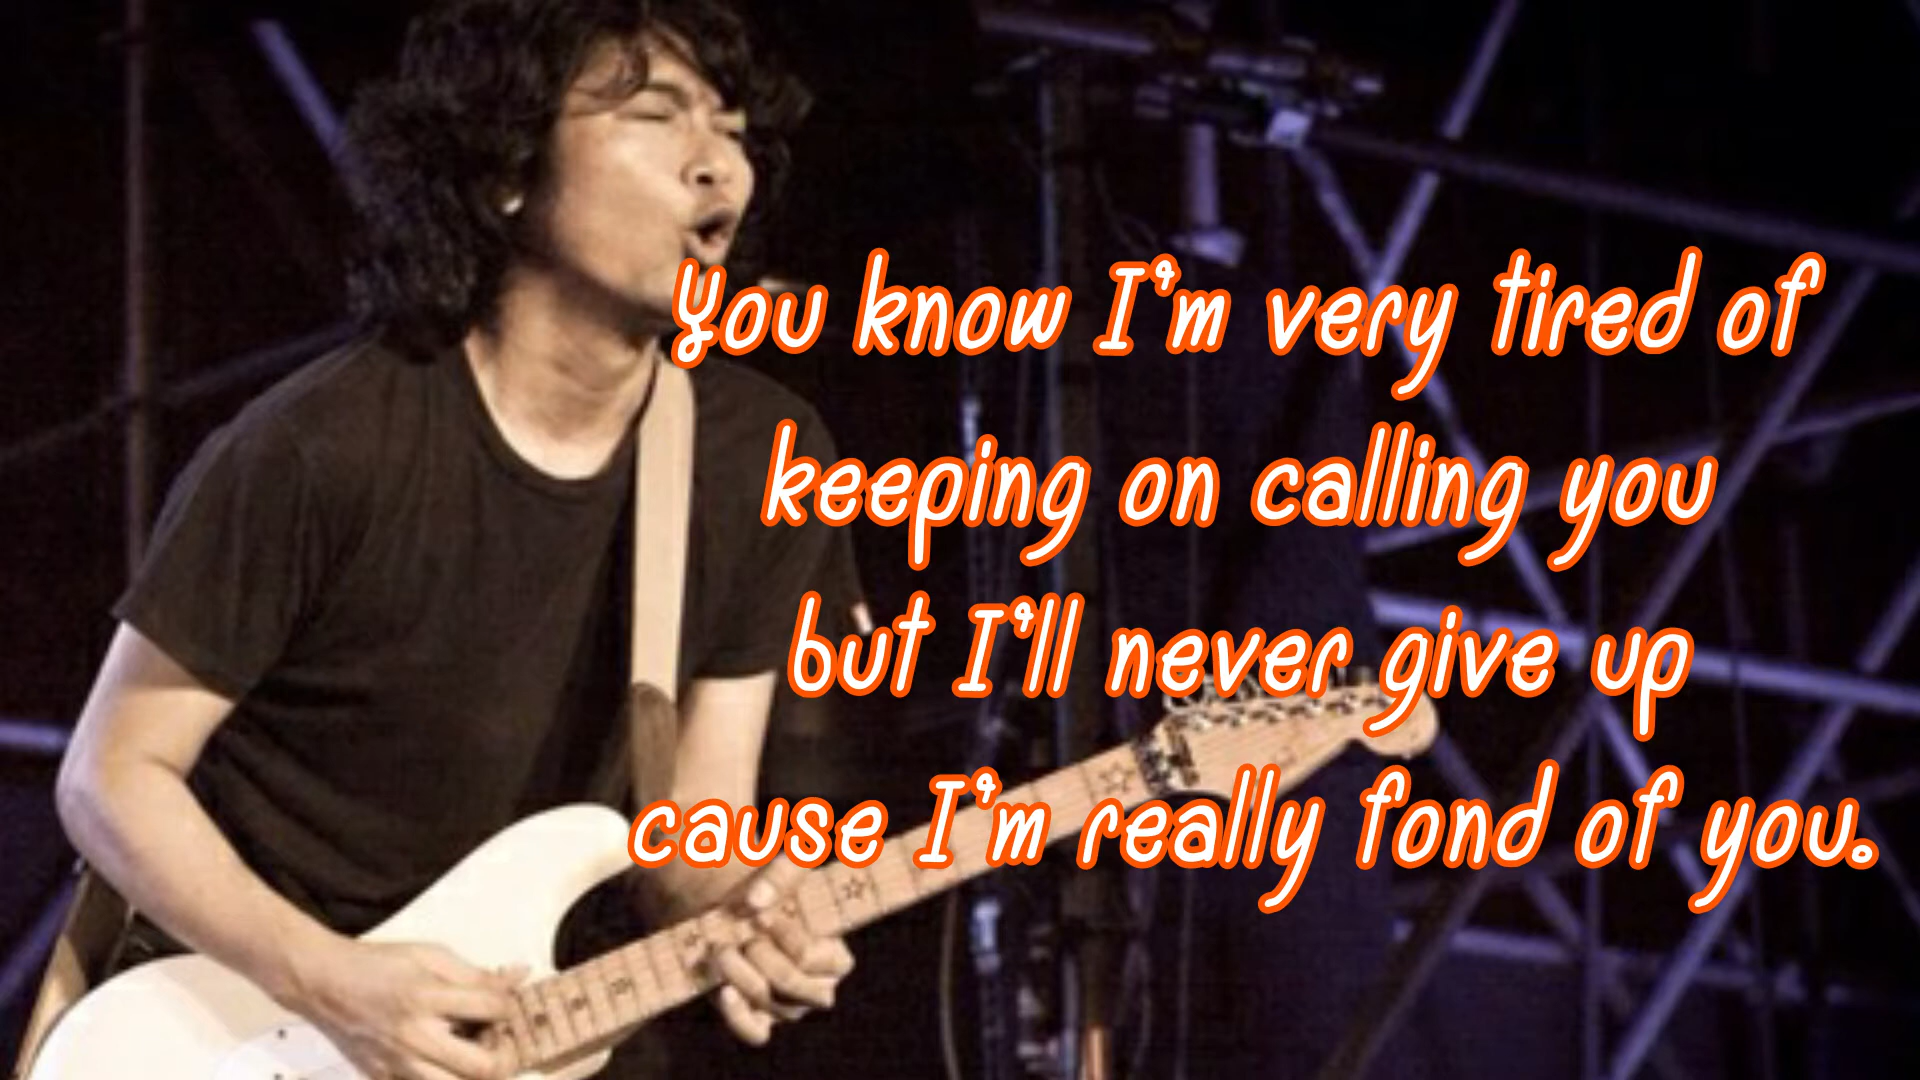 You know I'm very tired of
keeping on calling you
but I'll never give up
cause I'm really fond of you.